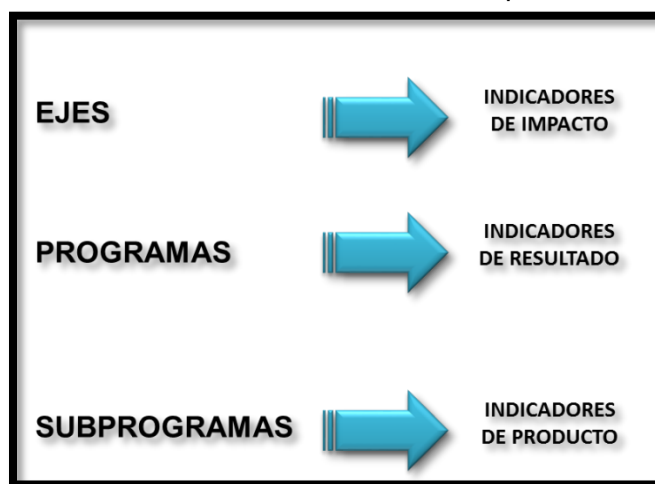 EJES
INDICADORES
DE IMPACTO
PROGRAMAS
INDICADORES
DE RESULTADO
SUBPROGRAMAS
INDICADORES
DE PRODUCTO